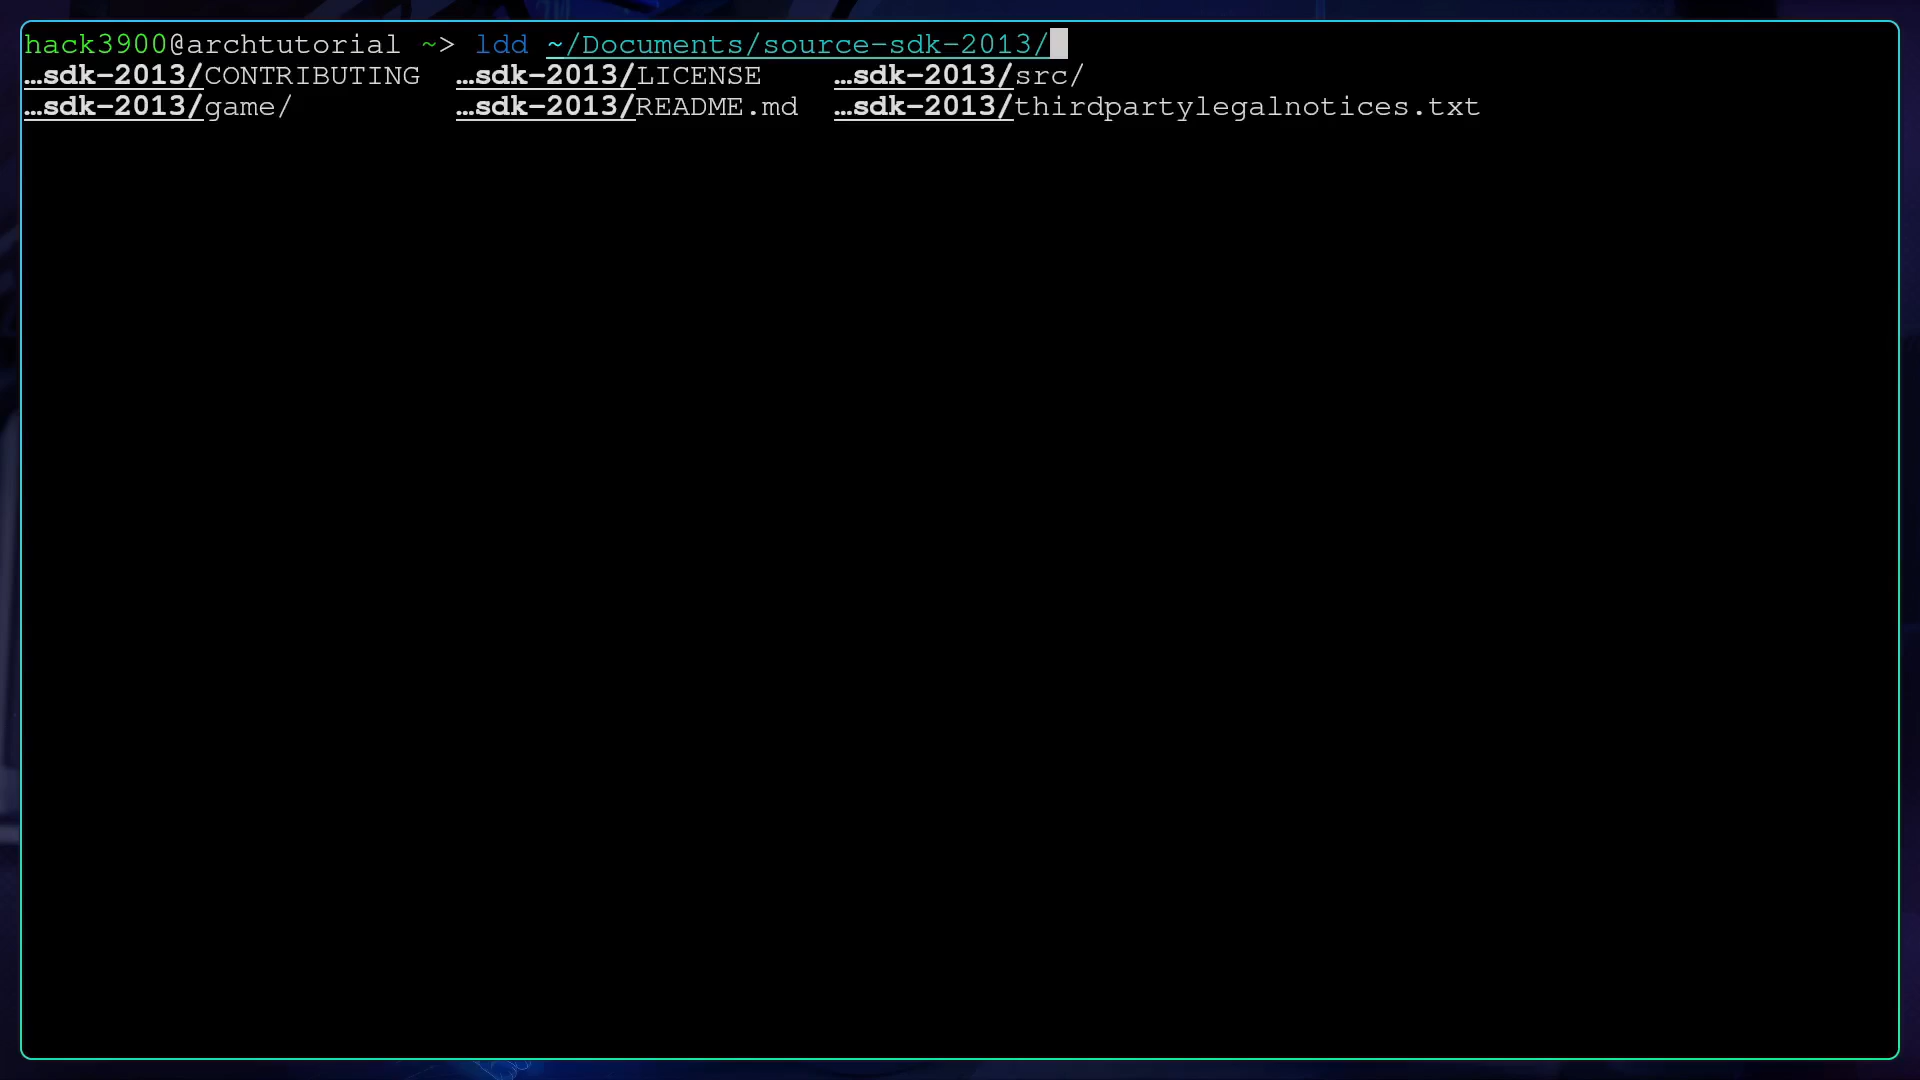 hack3900@archtutorial ~> ldd ~/Documents/source-sdk-2013/
…sdk-2013/CONTRIBUTING …sdk-2013/LICENSE …sdk-2013/src/
…sdk-2013/game/ …sdk-2013/README.md …sdk-2013/thirdpartylegalnotices.txt